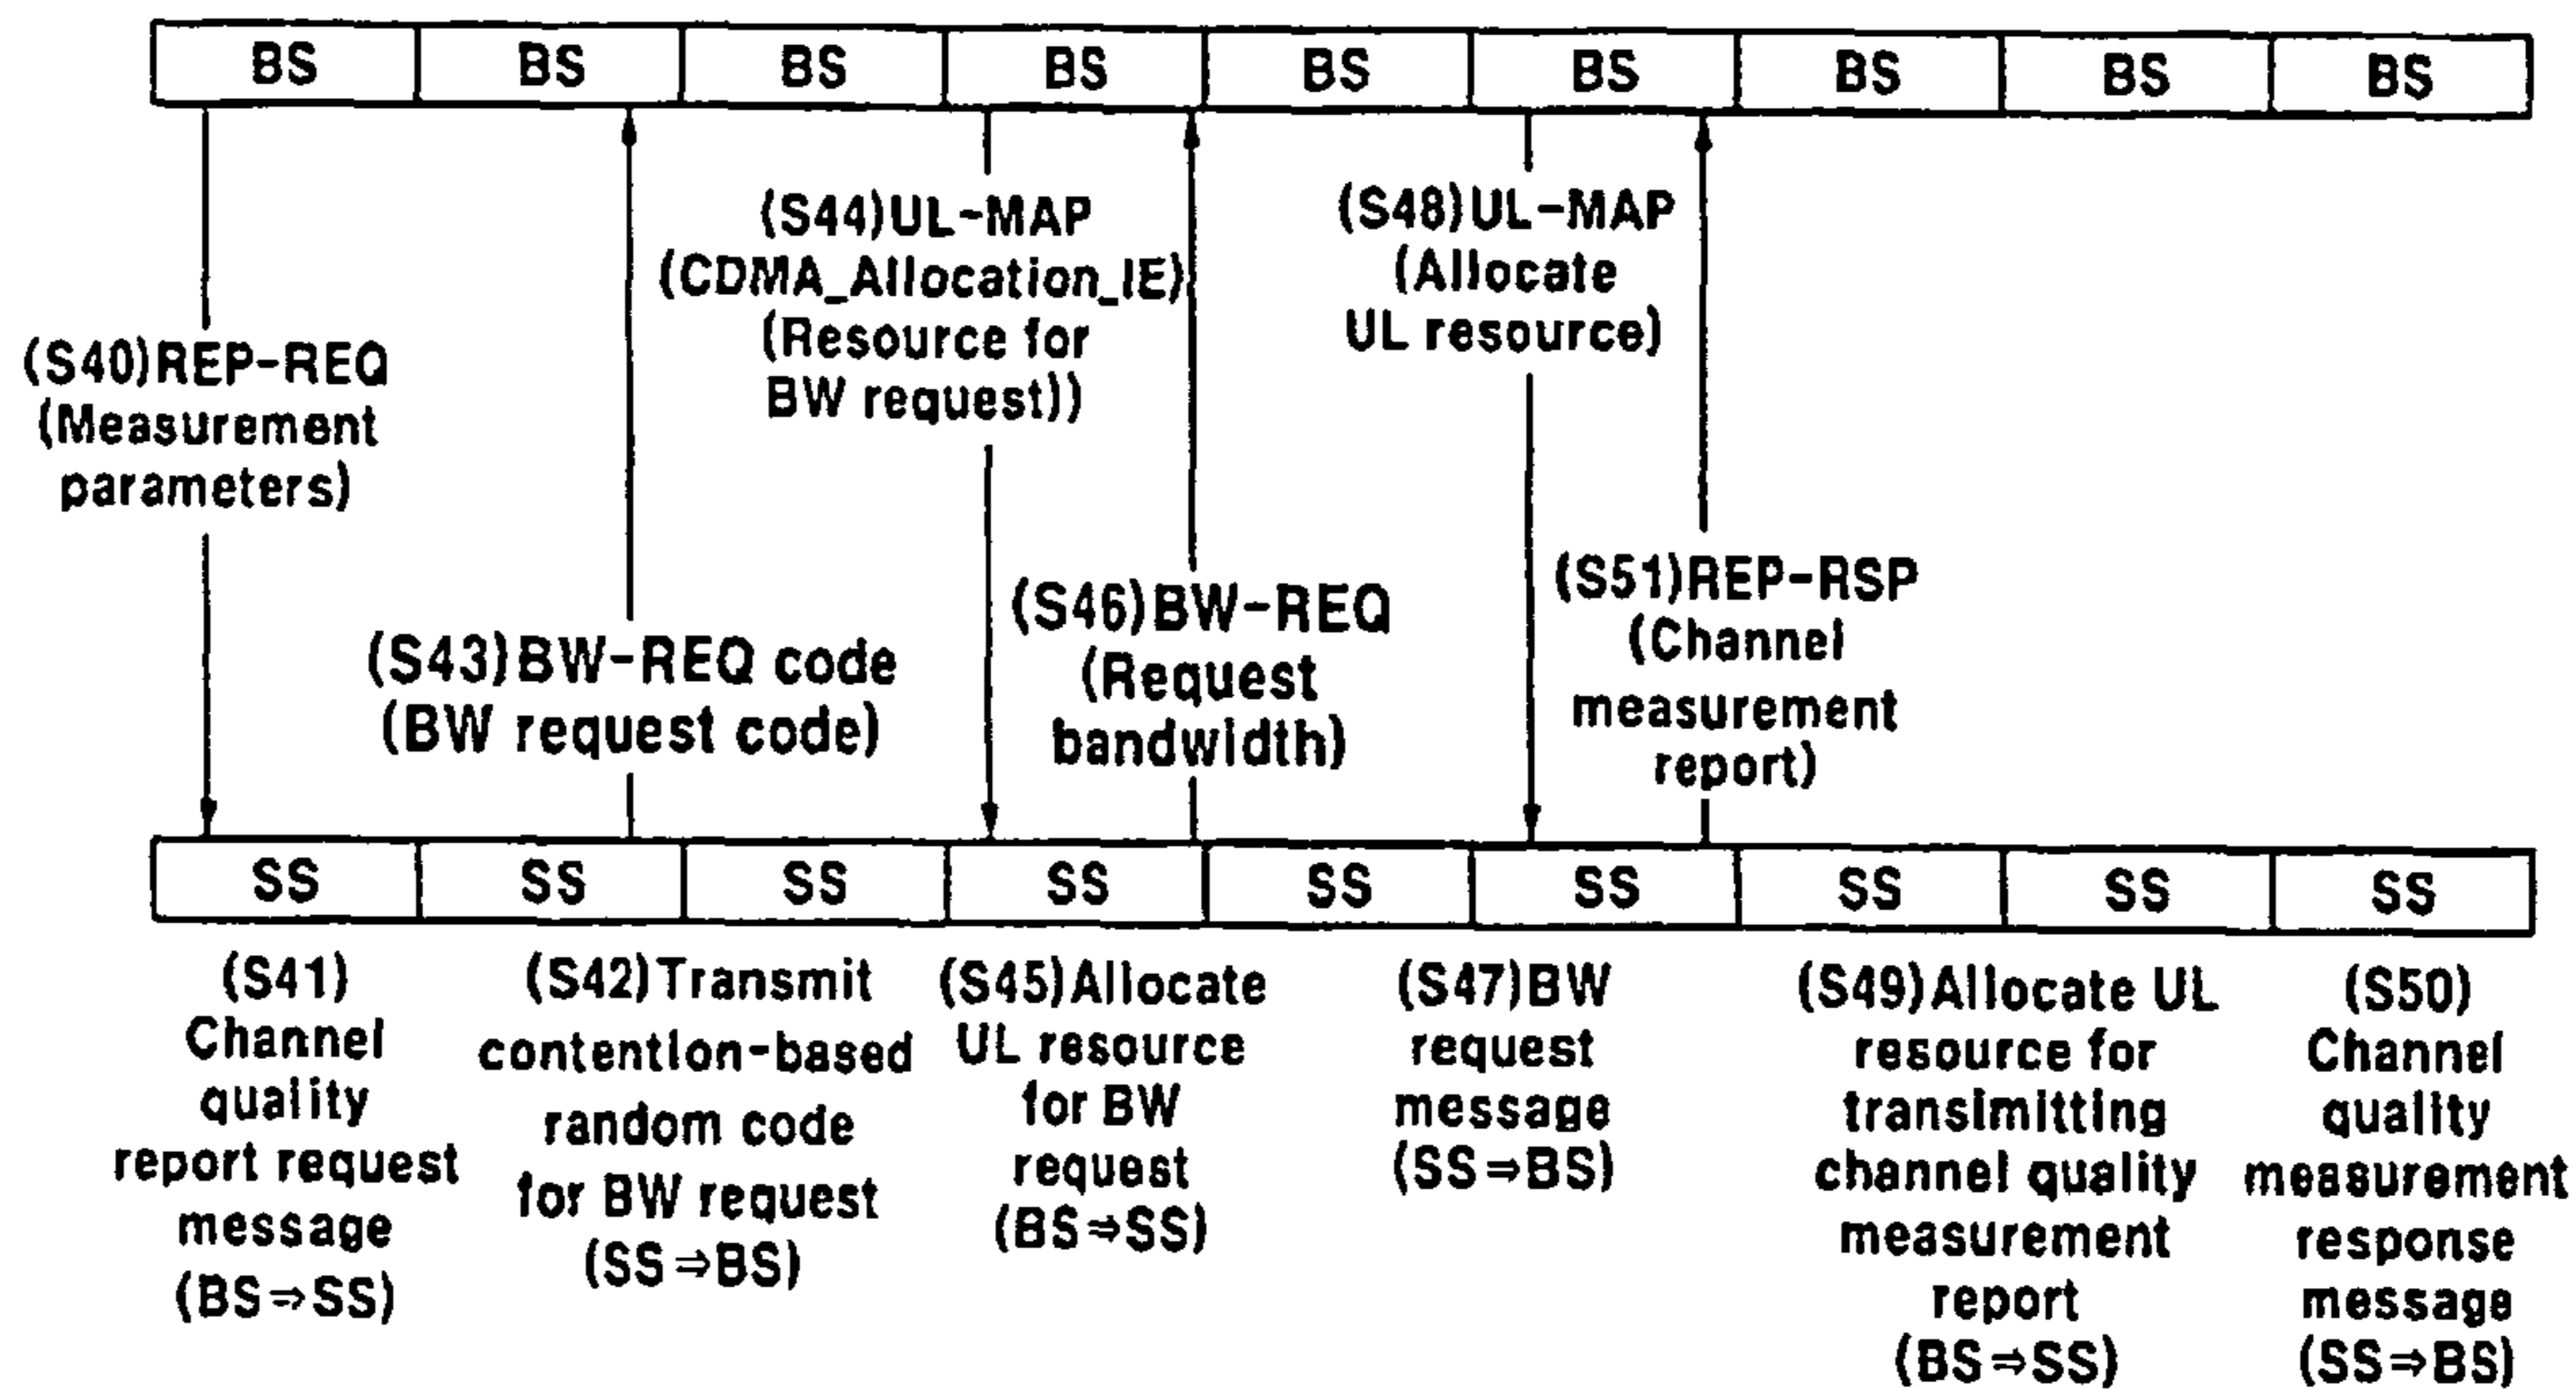 BS BS BS BS BS BS BS BS BS
(S40)REP-REQ
(Measurement
parameters)
(S43)BW-REQ code
(BW request code)
(S44)UL-MAP
(CDMA_Allocation_IE)
(Resource for
BW request))
(S46)BW-REQ
(Request
bandwidth)
(S48)UL-MAP
(Allocate
UL resource)
(S51)REP-RSP
(Channel
measurement
report)
SS SS SS SS SS SS SS SS SS
(S41)
Channel
quality
report request
message
(BS⇒SS)
(S42)Transmit
contention-based
random code
for BW request
(SS⇒BS)
(S45)Allocate
UL resource
for BW
request
(BS⇒SS)
(S47)BW
request
message
(SS⇒BS)
(S49)Allocate UL
resource for
transimitting
channel quality
measurement
report
(BS⇒SS)
(S50)
Channel
quality
measurement
response
message
(SS⇒BS)